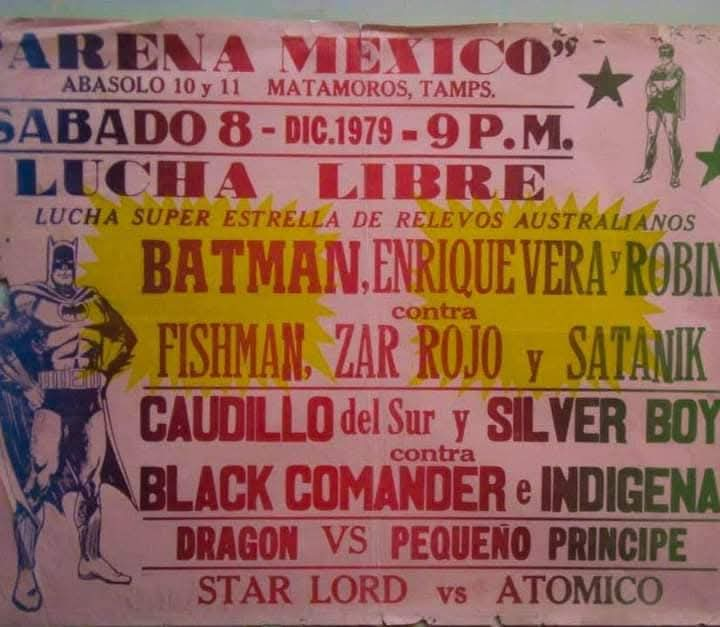 "ARENA MEXICO"
ABASOLO 10 y 11 MATAMOROS, TAMPS.
SABADO 8 - DIC. 1979 - 9 P.M.
LUCHA LIBRE
LUCHA SUPER ESTRELLA DE RELEVOS AUSTRALIANOS
BATMAN, ENRIQUE VERA y ROBIN
contra
FISHMAN, ZAR ROJO y SATANIK
CAUDILLO del Sur y SILVER BOY
contra
BLACK COMANDER e INDIGENA
DRAGON VS PEQUEÑO PRINCIPE
STAR LORD vs ATOMICO